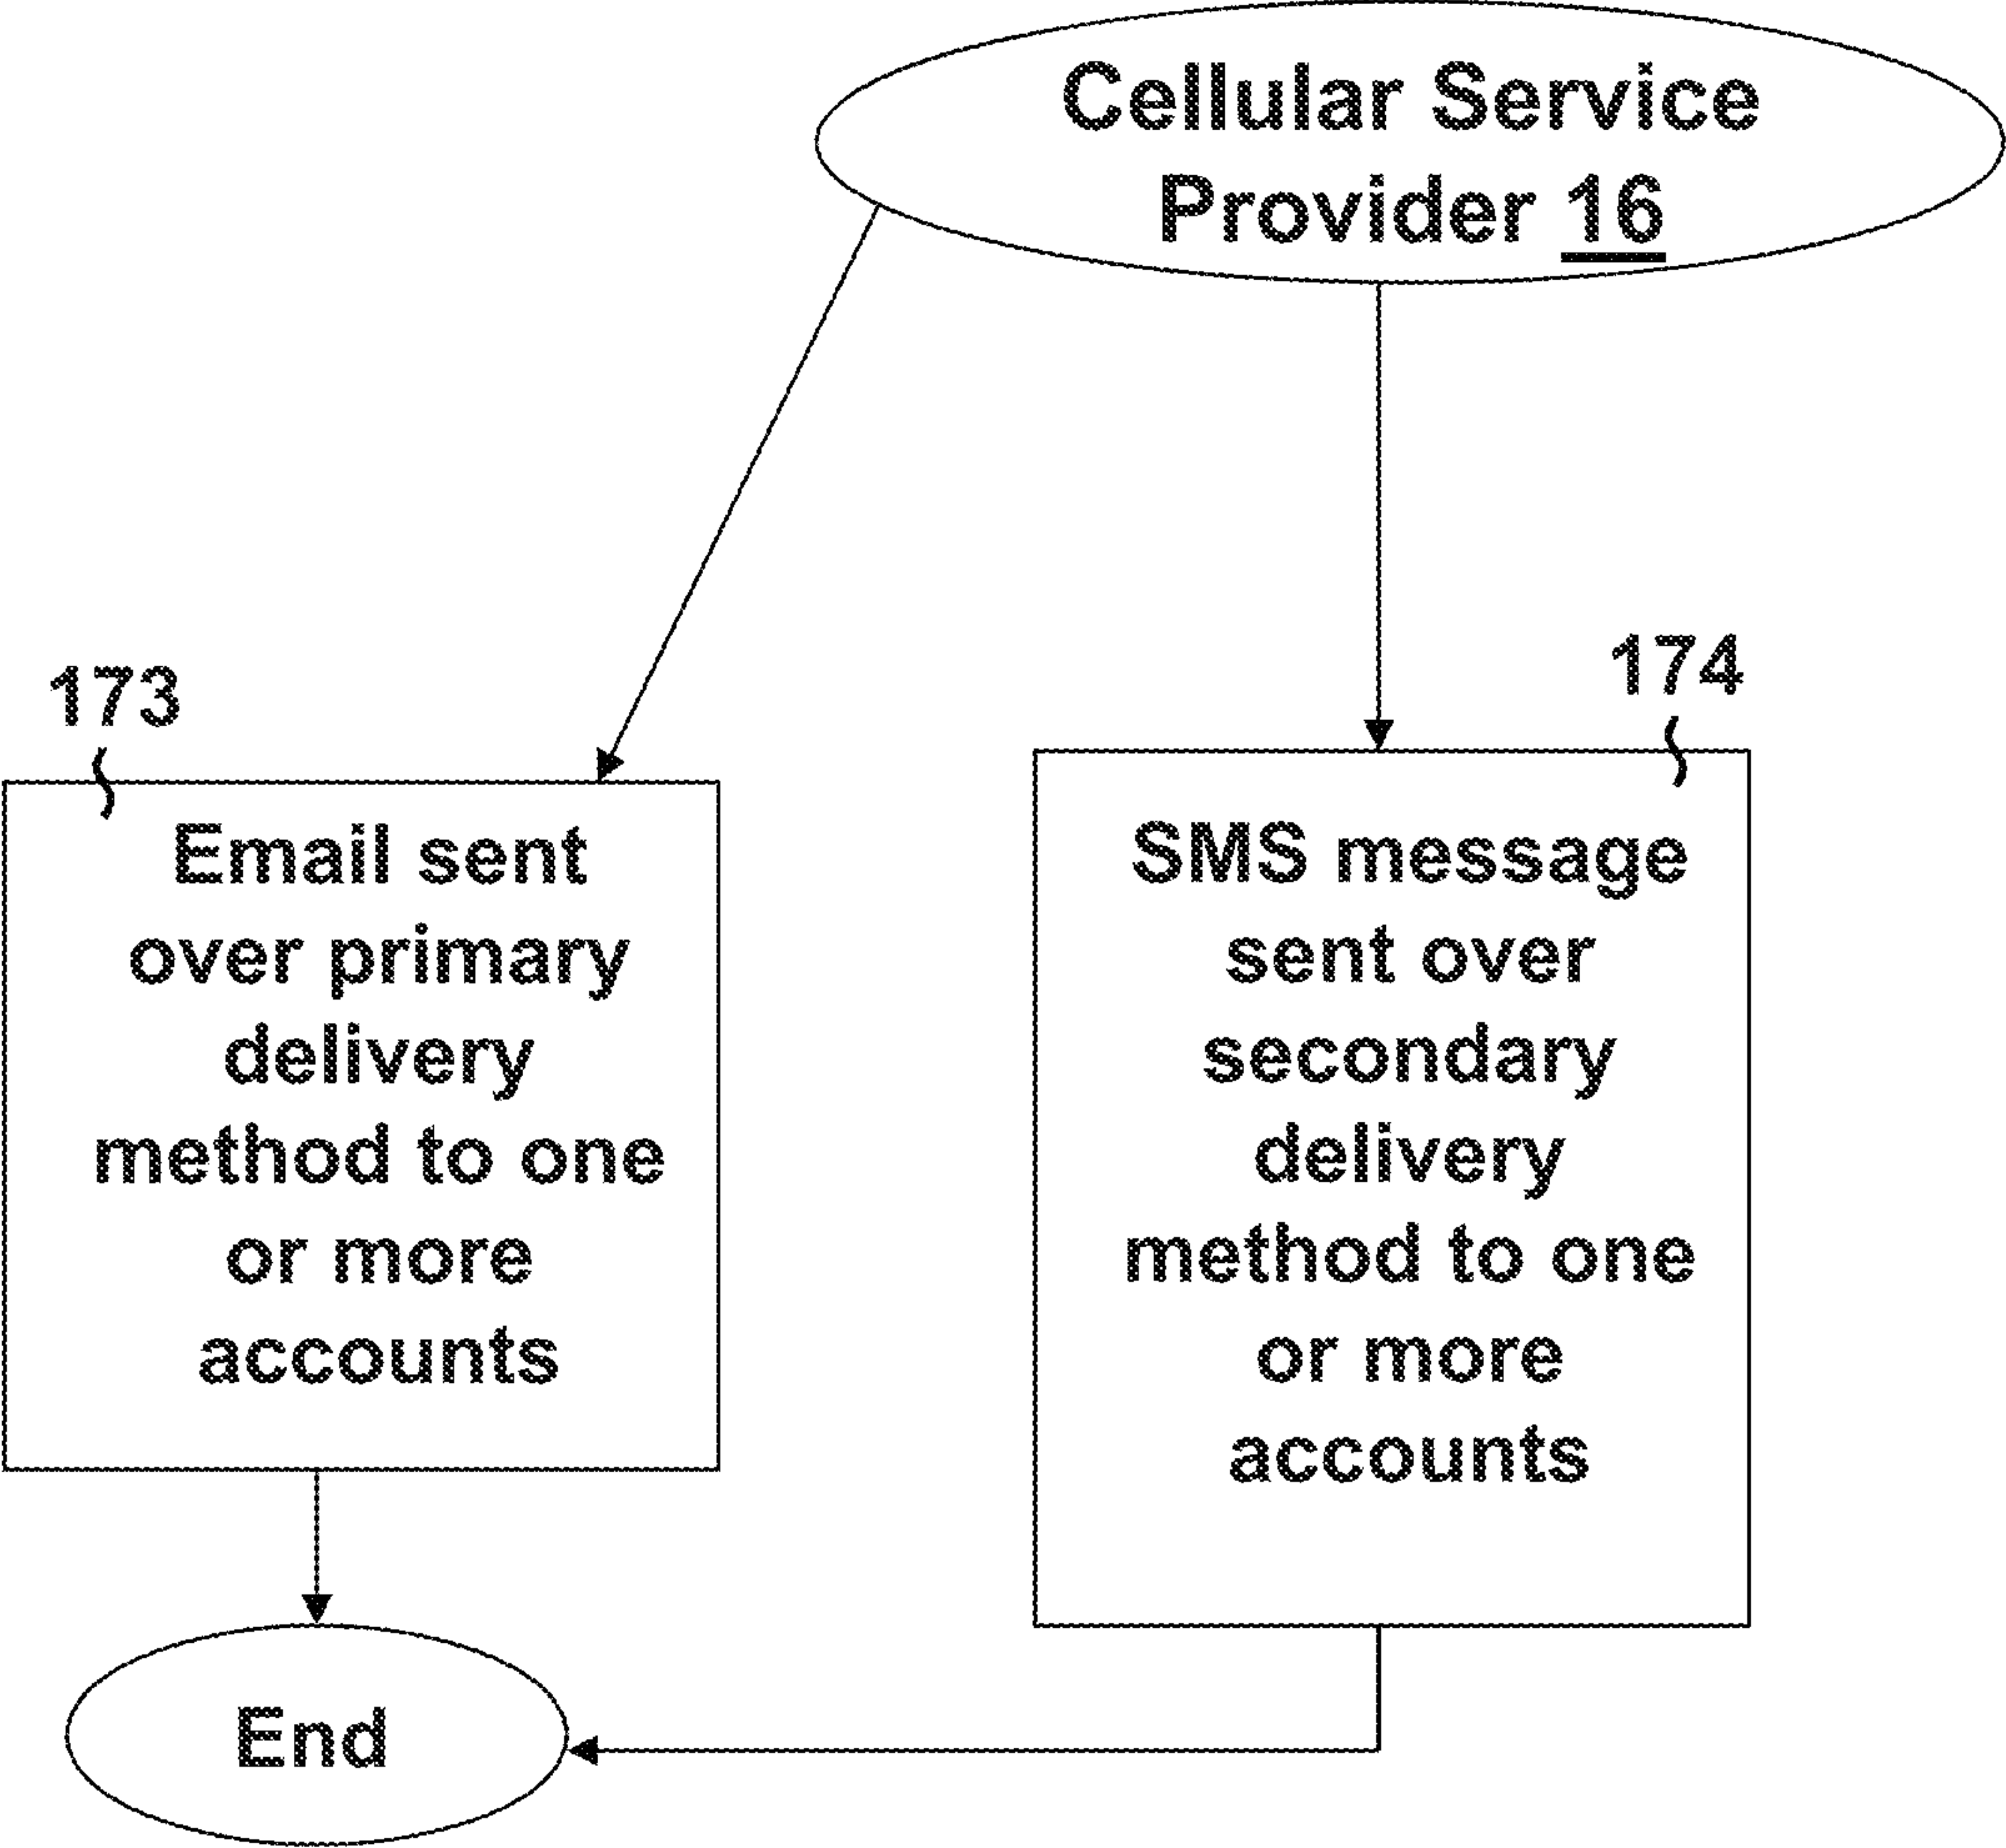 Cellular Service
Provider 16
173
Email sent
over primary
delivery
method to one
or more
accounts
174
SMS message
sent over
secondary
delivery
method to one
or more
accounts
End